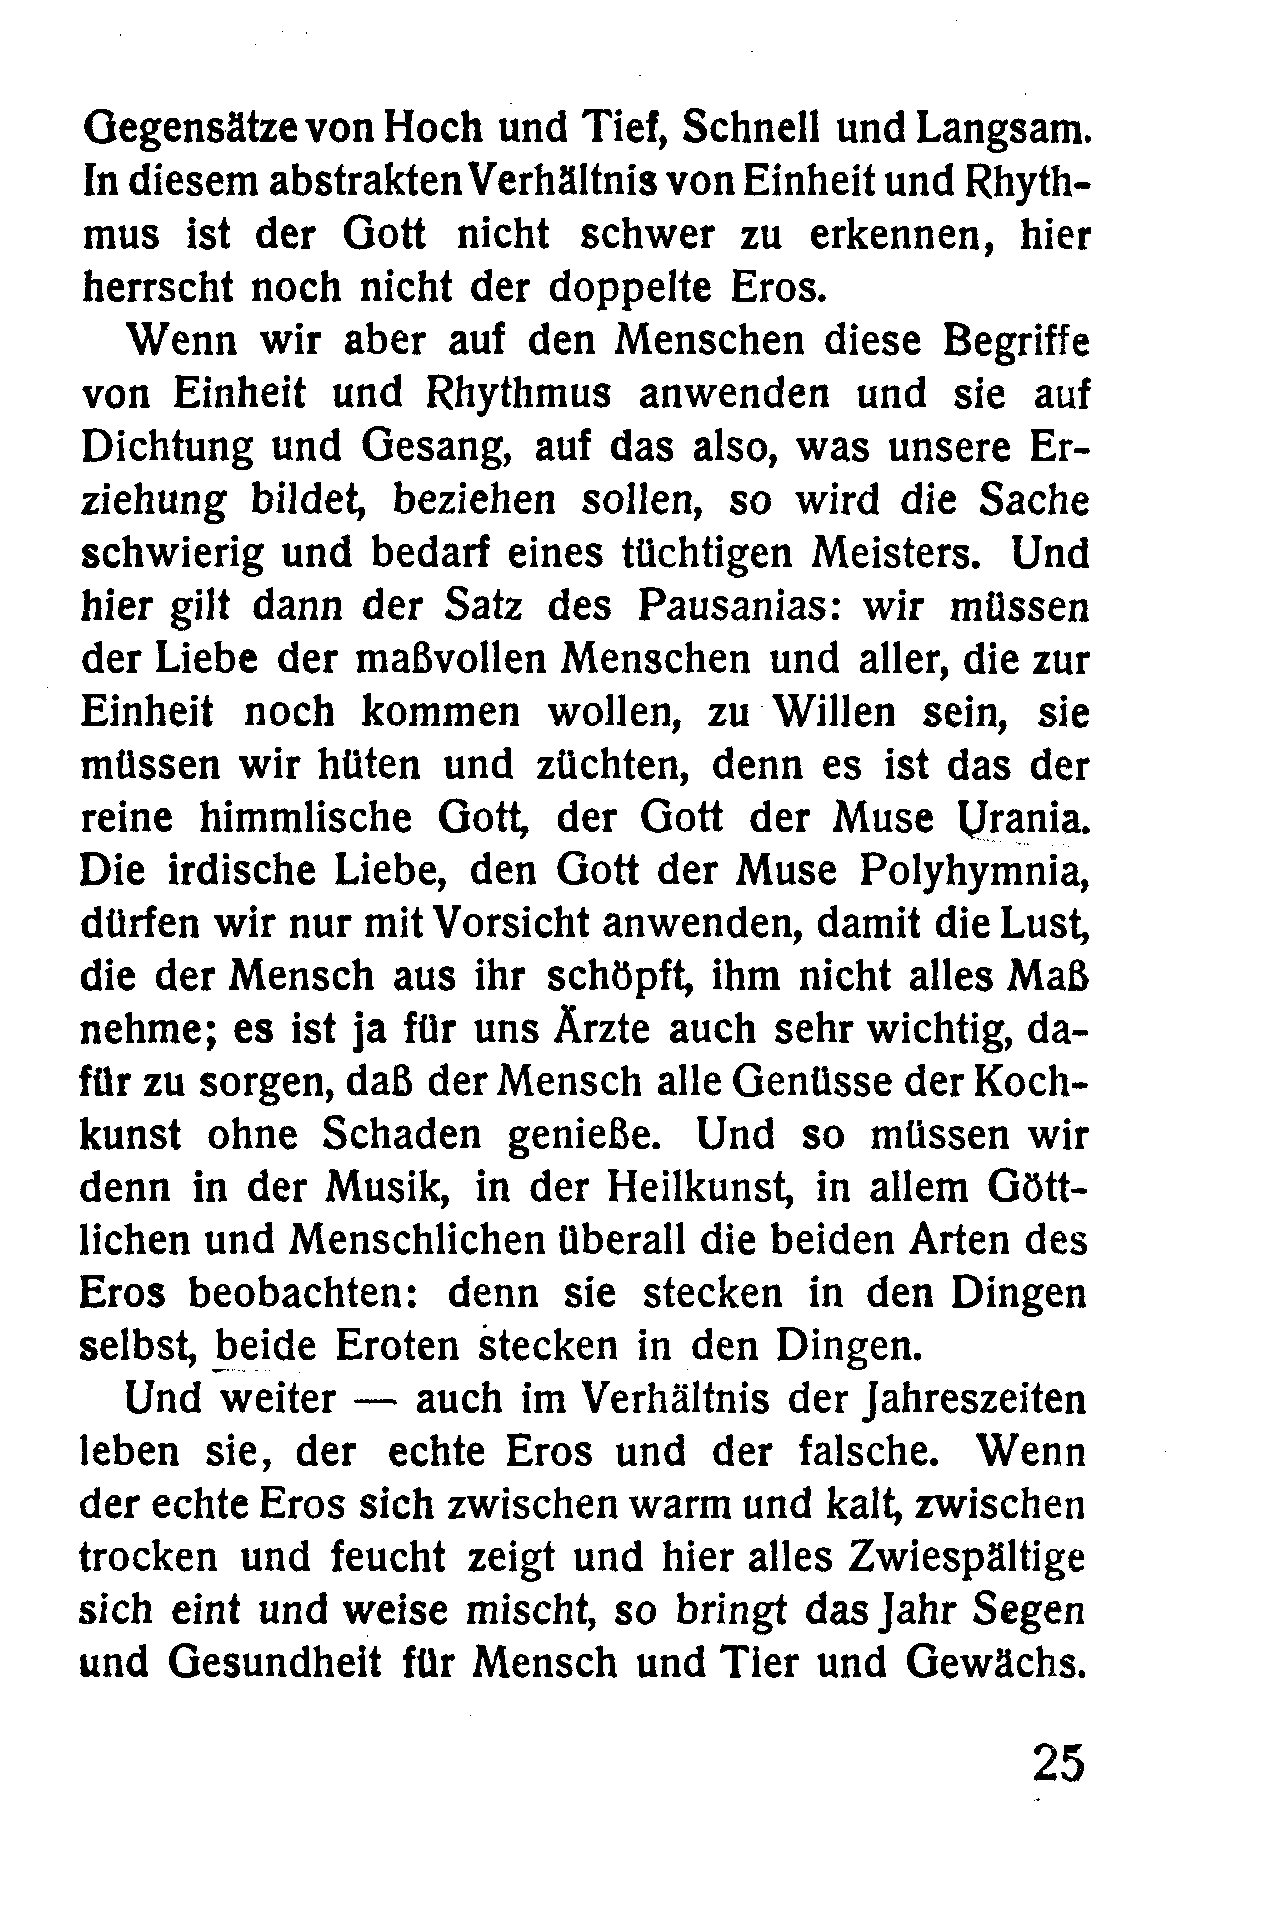 Gegensätze von Hoch und Tief, Schnell und Langsam.
In diesem abstrakten Verhältnis von Einheit und Rhyth-
mus ist der Gott nicht schwer zu erkennen, hier
herrscht noch nicht der doppelte Eros.
Wenn wir aber auf den Menschen diese Begriffe
von Einheit und Rhythmus anwenden und sie auf
Dichtung und Gesang, auf das also, was unsere Er-
ziehung bildet, beziehen sollen, so wird die Sache
schwierig und bedarf eines tüchtigen Meisters. Und
hier gilt dann der Satz des Pausanias: wir müssen
der Liebe der maßvollen Menschen und aller, die zur
Einheit noch kommen wollen, zu Willen sein, sie
müssen wir hüten und züchten, denn es ist das der
reine himmlische Gott, der Gott der Muse Urania.
Die irdische Liebe, den Gott der Muse Polyhymnia,
dürfen wir nur mit Vorsicht anwenden, damit die Lust,
die der Mensch aus ihr schöpft, ihm nicht alles Maß
nehme; es ist ja für uns Ärzte auch sehr wichtig, da-
für zu sorgen, daß der Mensch alle Genüsse der Koch-
kunst ohne Schaden genieße. Und so müssen wir
denn in der Musik, in der Heilkunst, in allem Gött-
lichen und Menschlichen überall die beiden Arten des
Eros beobachten: denn sie stecken in den Dingen
selbst, beide Eroten stecken in den Dingen.
Und weiter — auch im Verhältnis der Jahreszeiten
leben sie, der echte Eros und der falsche. Wenn
der echte Eros sich zwischen warm und kalt, zwischen
trocken und feucht zeigt und hier alles Zwiespältige
sich eint und weise mischt, so bringt das Jahr Segen
und Gesundheit für Mensch und Tier und Gewächs.
25